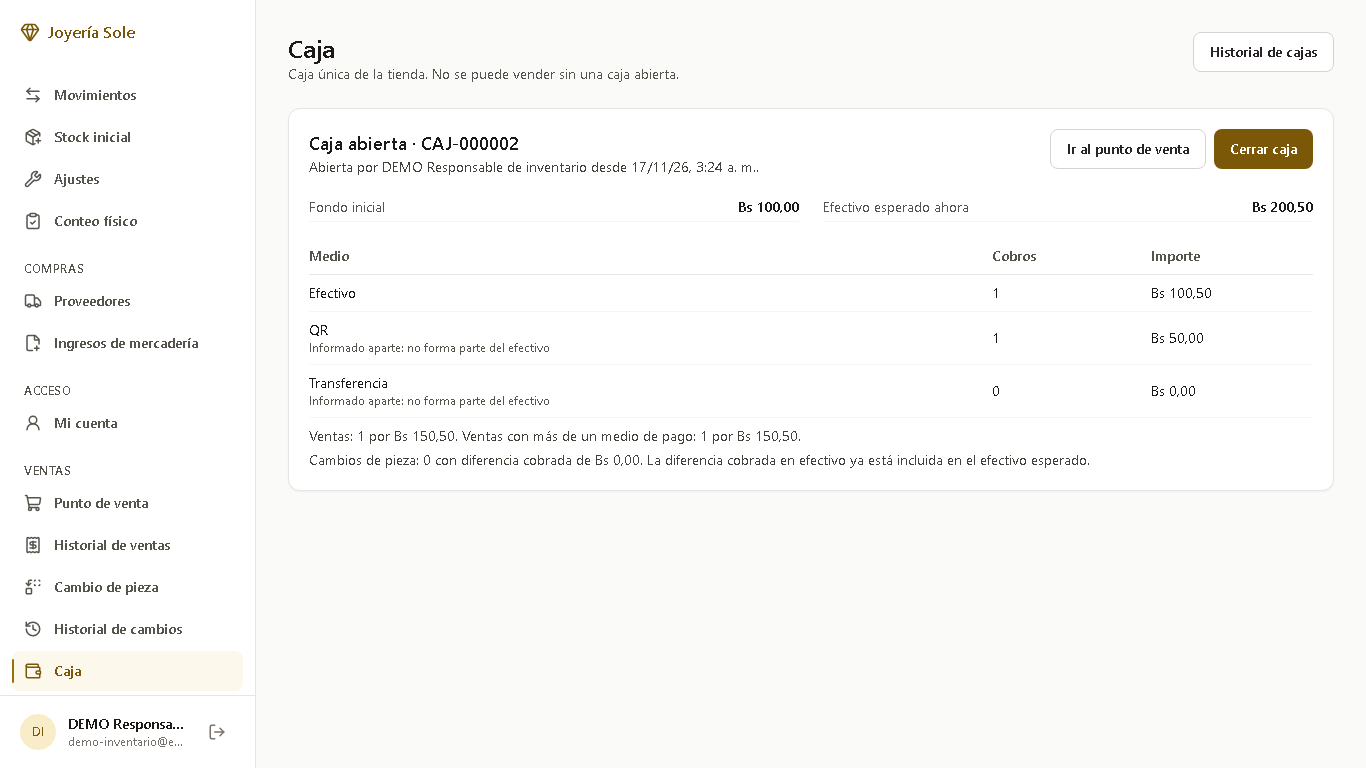 Joyería Sole
Movimientos
Stock inicial
Ajustes
Conteo físico
COMPRAS
Proveedores
Ingresos de mercadería
ACCESO
Mi cuenta
VENTAS
Punto de venta
Historial de ventas
Cambio de pieza
Historial de cambios
Caja
DI
DEMO Responsa...
demo-inventario@e...
Caja
Caja única de la tienda. No se puede vender sin una caja abierta.
Historial de cajas
Caja abierta · CAJ-000002
Abierta por DEMO Responsable de inventario desde 17/11/26, 3:24 a. m..
Ir al punto de venta
Cerrar caja
Fondo inicial Bs 100,00 Efectivo esperado ahora Bs 200,50
Medio Cobros Importe
Efectivo 1 Bs 100,50
QR
Informado aparte: no forma parte del efectivo
1 Bs 50,00
Transferencia
Informado aparte: no forma parte del efectivo
0 Bs 0,00
Ventas: 1 por Bs 150,50. Ventas con más de un medio de pago: 1 por Bs 150,50.
Cambios de pieza: 0 con diferencia cobrada de Bs 0,00. La diferencia cobrada en efectivo ya está incluida en el efectivo esperado.